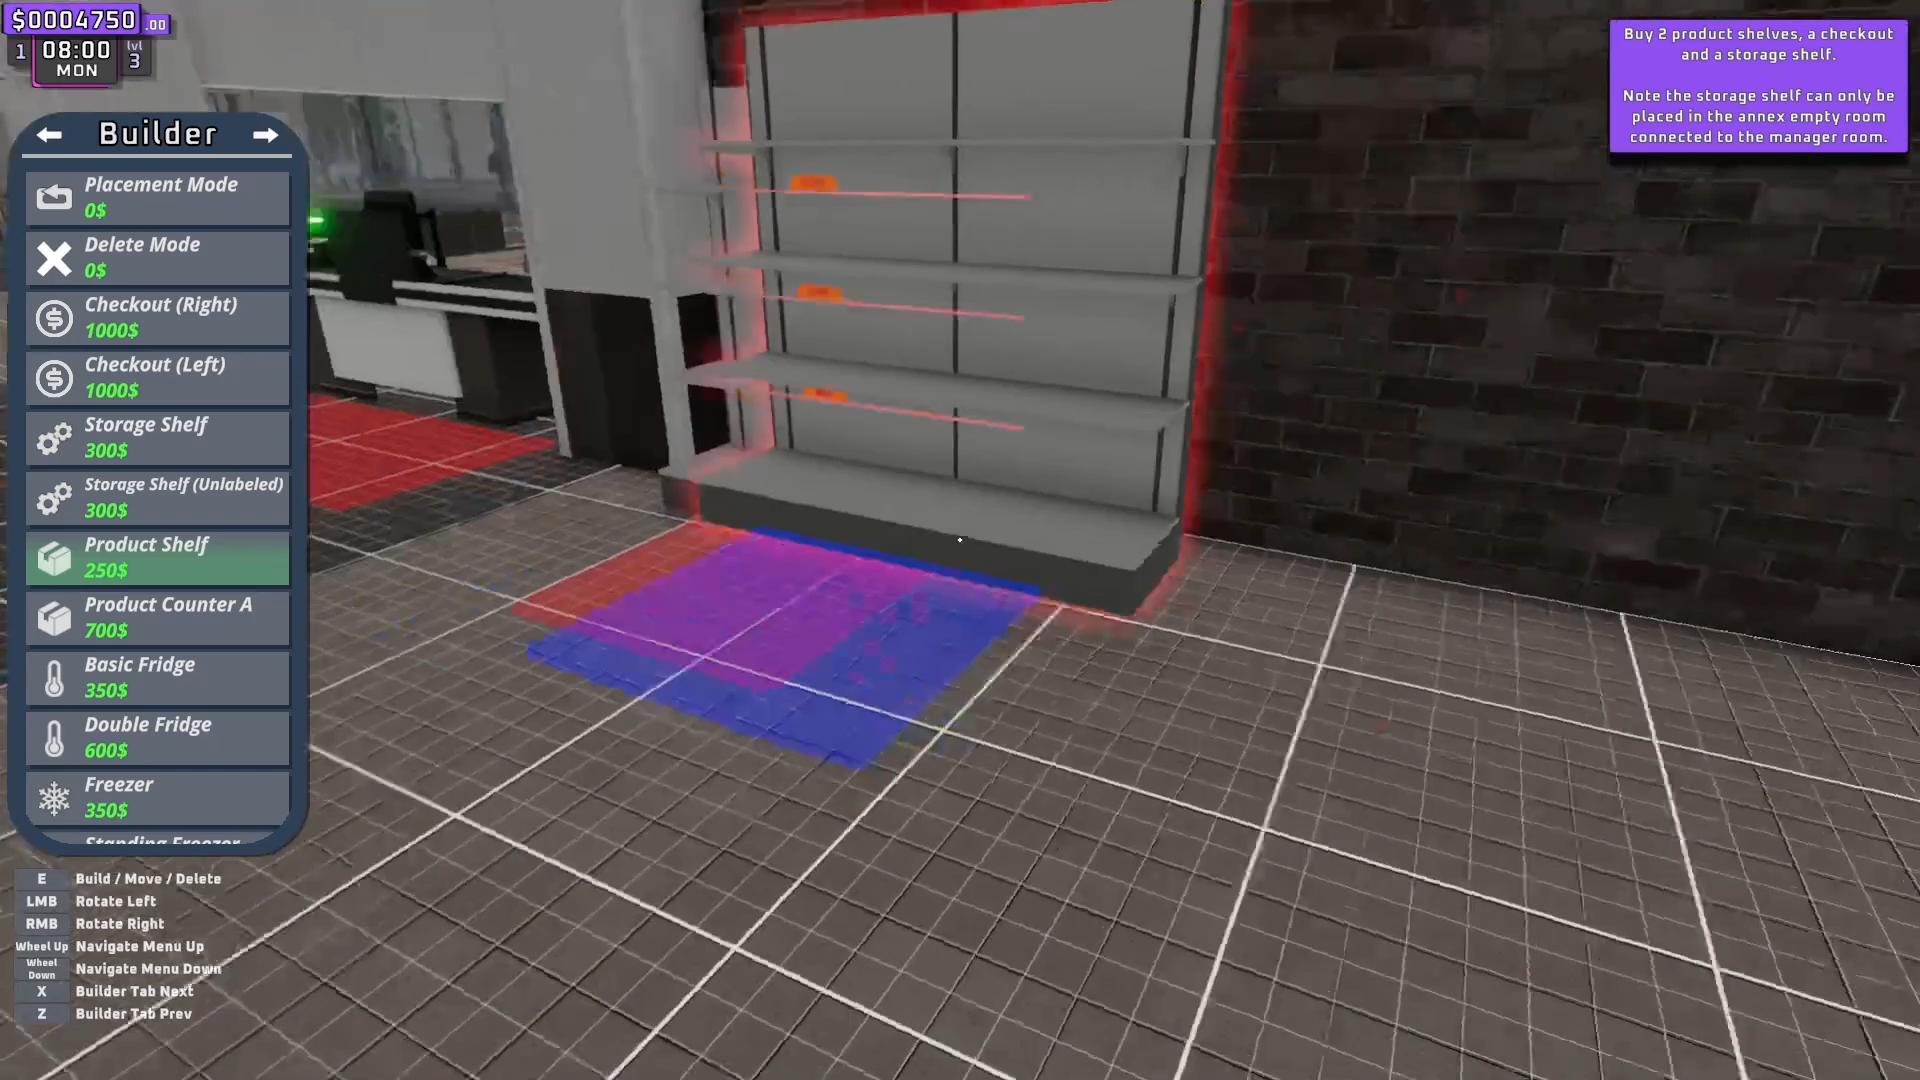 $0004750 .00
1
08:00
MON
lvl
3
Builder
Placement Mode
0$
Delete Mode
0$
Checkout (Right)
1000$
Checkout (Left)
1000$
Storage Shelf
300$
Storage Shelf (Unlabeled)
300$
Product Shelf
250$
Product Counter A
700$
Basic Fridge
350$
Double Fridge
600$
Freezer
350$
Standing Freezer
E Build / Move / Delete
LMB Rotate Left
RMB Rotate Right
Wheel Up Navigate Menu Up
Wheel Down Navigate Menu Down
X Builder Tab Next
Z Builder Tab Prev
Buy 2 product shelves, a checkout
and a storage shelf.
Note the storage shelf can only be
placed in the annex empty room
connected to the manager room.